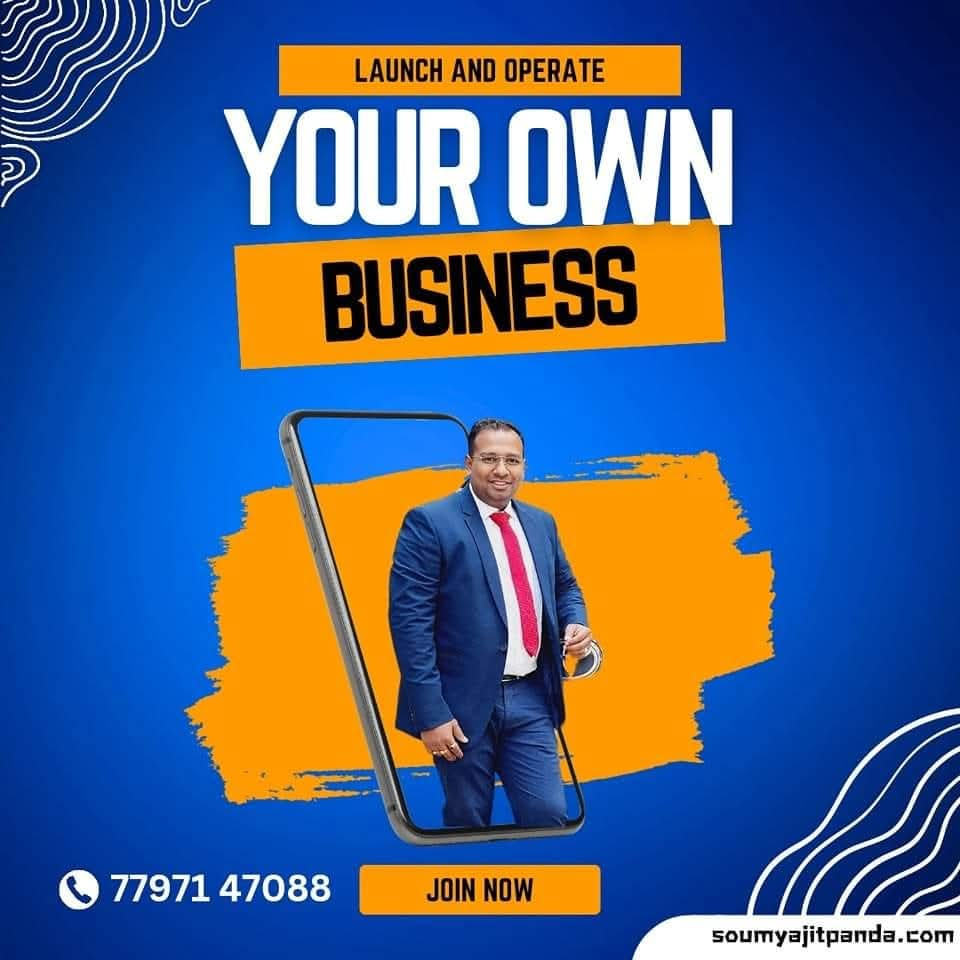 LAUNCH AND OPERATE
YOUR OWN
BUSINESS
77971 47088
JOIN NOW
soumyajitpanda.com